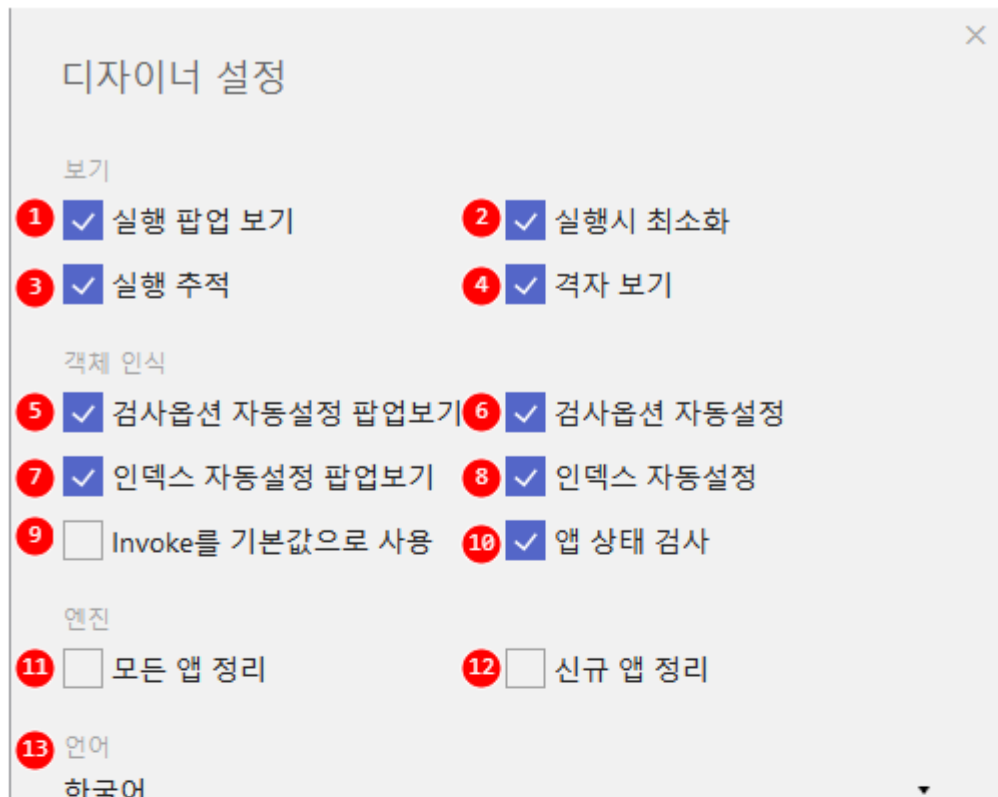 디자이너 설정
보기
1 실행 팝업 보기 2 실행시 최소화
3 실행 추적 4 격자 보기
객체 인식
5 검사옵션 자동설정 팝업보기 6 검사옵션 자동설정
7 인덱스 자동설정 팝업보기 8 인덱스 자동설정
9 Invoke를 기본값으로 사용 10 앱 상태 검사
엔진
11 모든 앱 정리 12 신규 앱 정리
13 언어
한국어